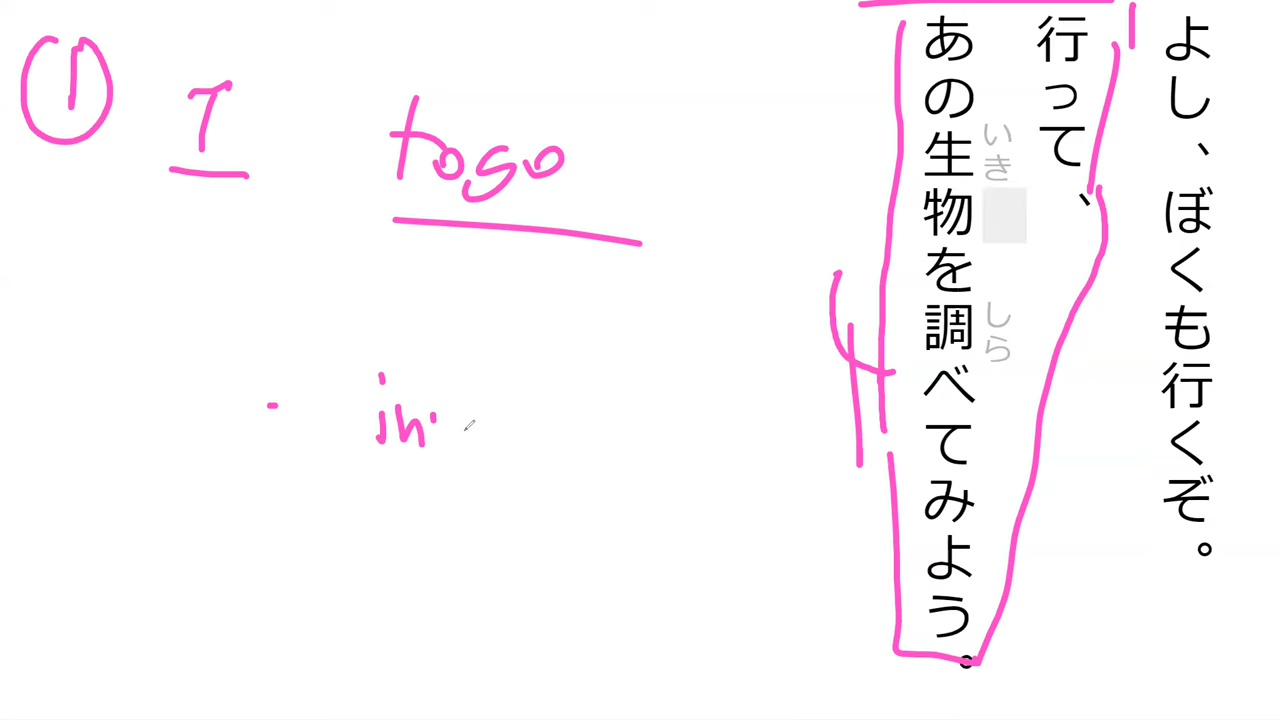 よし、ぼくも行くぞ。
行って、
あの生物を調べてみよう。
いき
しら
① I to go
in